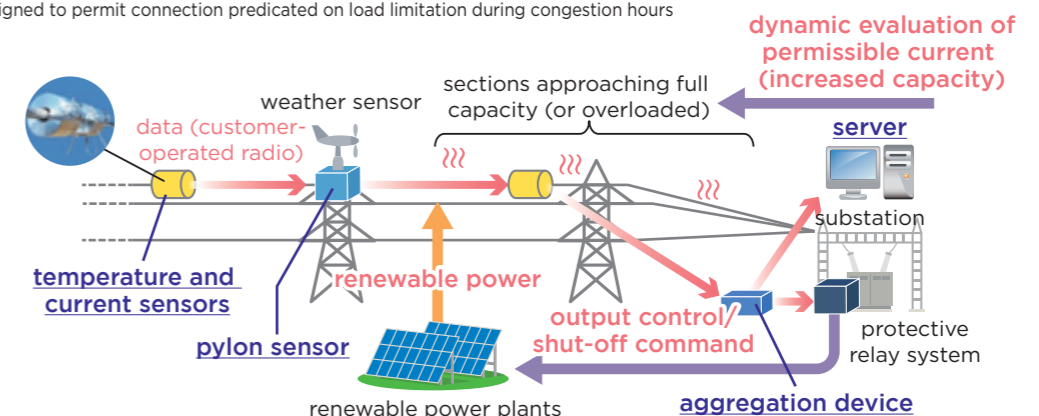 gned to permit connection predicated on load limitation during congestion hours
dynamic evaluation of
permissible current
(increased capacity)
sections approaching full
capacity (or overloaded)
weather sensor
data (customer-
operated radio)
server
substation
temperature and
current sensors
renewable power
pylon sensor
output control/
shut-off command
protective
relay system
renewable power plants
aggregation device